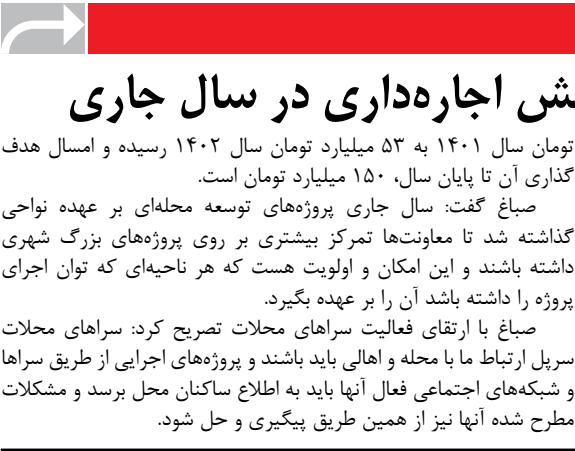 اجاره‌داری در سال جاری
تومان سال ۱۴۰۱ به ۵۳ میلیارد تومان سال ۱۴۰۲ رسیده و امسال هدف
گذاری آن تا پایان سال، ۱۵۰ میلیارد تومان است.
صباغ گفت: سال جاری پروژه‌های توسعه محله‌ای بر عهده نواحی
گذاشته شد تا معاونت‌ها تمرکز بیشتری بر روی پروژه‌های بزرگ شهری
داشته باشند و این امکان و اولویت هست که هر ناحیه‌ای که توان اجرای
پروژه را داشته باشد آن را بر عهده بگیرد.
صباغ با ارتقای فعالیت سراهای محلات تصریح کرد: سراهای محلات
سرپل ارتباط ما با محله و اهالی باید باشند و پروژه‌های اجرایی از طریق سراها
و شبکه‌های اجتماعی فعال آنها باید به اطلاع ساکنان محل برسد و مشکلات
مطرح شده آنها نیز از همین طریق پیگیری و حل شود.